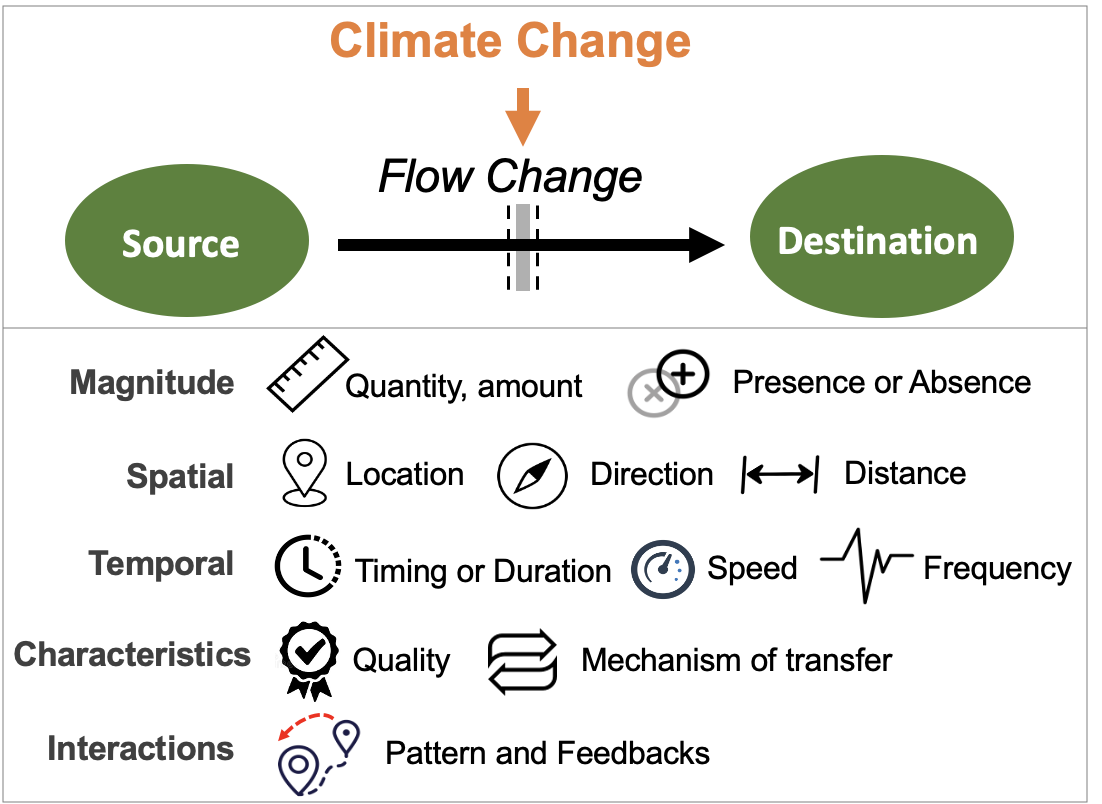 Climate Change
Flow Change
Source
Destination
Magnitude Quantity, amount Presence or Absence
Spatial Location Direction Distance
Temporal Timing or Duration Speed Frequency
Characteristics Quality Mechanism of transfer
Interactions Pattern and Feedbacks